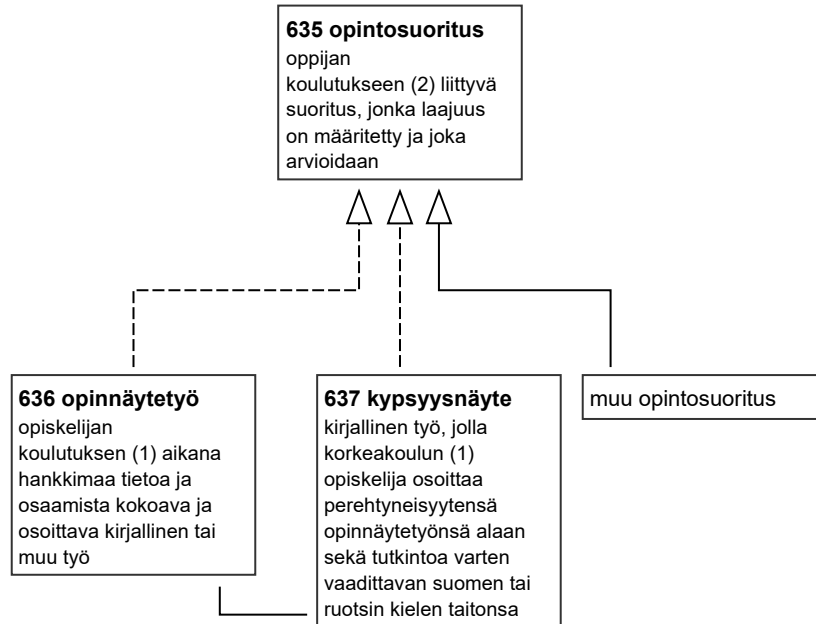 635 opintosuoritus
oppijan
koulutukseen (2) liittyvä
suoritus, jonka laajuus
on määritetty ja joka
arvioidaan
636 opinnäytetyö
opiskelijan
koulutuksen (1) aikana
hankkimaa tietoa ja
osaamista kokoava ja
osoittava kirjallinen tai
muu työ
637 kypsyysnäyte
kirjallinen työ, jolla
korkeakoulun (1)
opiskelija osoittaa
perehtyneisyytensä
opinnäytetyönsä alaan
sekä tutkintoa varten
vaadittavan suomen tai
ruotsin kielen taitonsa
muu opintosuoritus